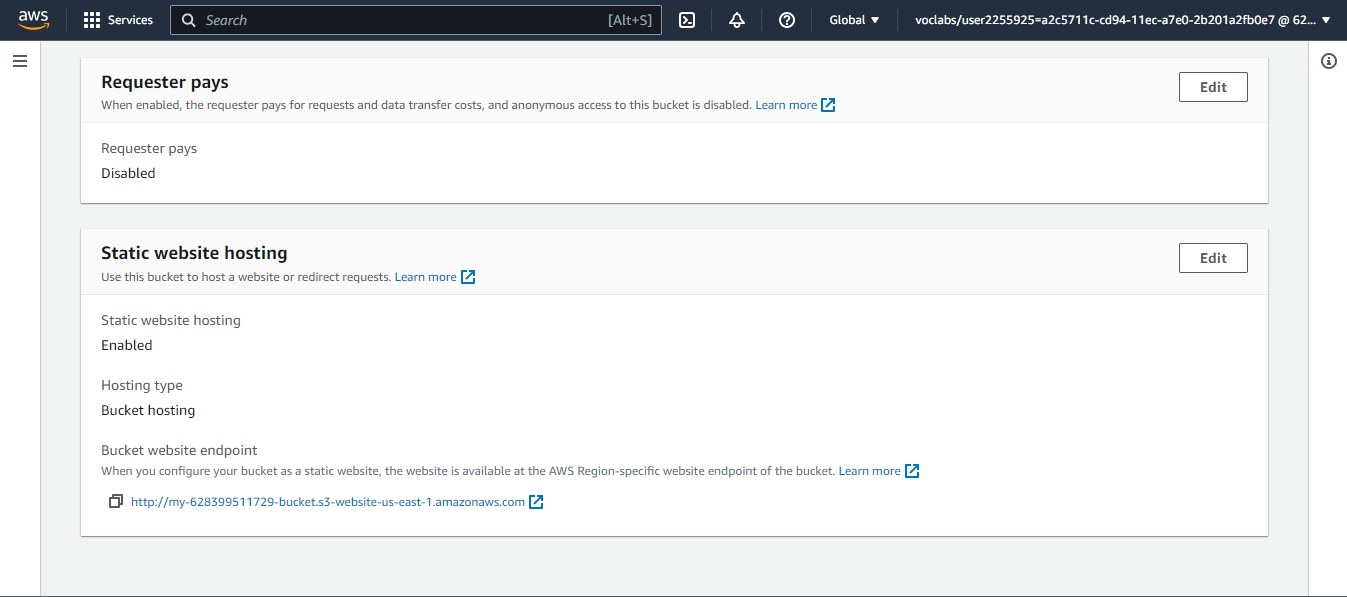 aws Services Search [Alt+S] Global voclabs/user2255925=a2c5711c-cd94-11ec-a7e0-2b201a2fb0e7 @ 62...
Requester pays
Edit
When enabled, the requester pays for requests and data transfer costs, and anonymous access to this bucket is disabled. Learn more
Requester pays
Disabled
Static website hosting
Edit
Use this bucket to host a website or redirect requests. Learn more
Static website hosting
Enabled
Hosting type
Bucket hosting
Bucket website endpoint
When you configure your bucket as a static website, the website is available at the AWS Region-specific website endpoint of the bucket. Learn more
http://my-628399511729-bucket.s3-website-us-east-1.amazonaws.com